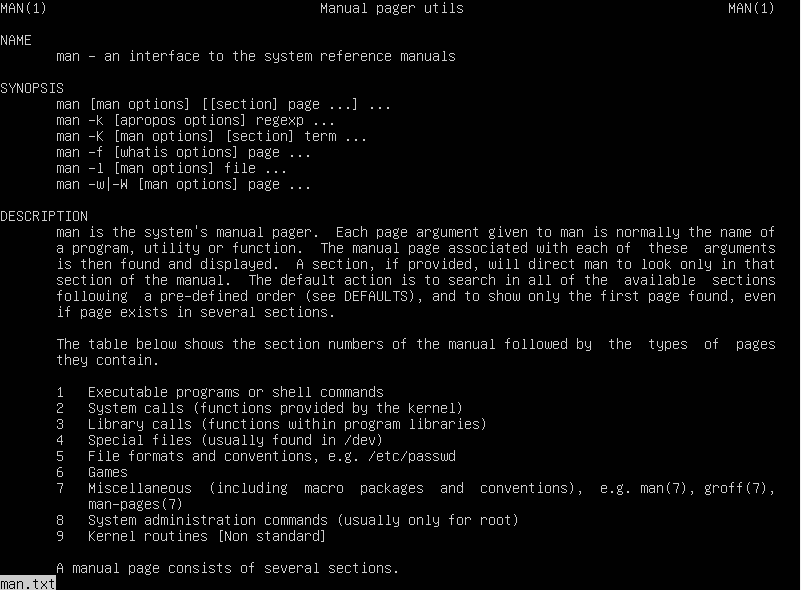 MAN(1)                                  Manual pager utils                                 MAN(1)

NAME
       man - an interface to the system reference manuals

SYNOPSIS
       man [man options] [[section] page ...] ...
       man -k [apropos options] regexp ...
       man -K [man options] [section] term ...
       man -f [whatis options] page ...
       man -l [man options] file ...
       man -w|-W [man options] page ...

DESCRIPTION
       man is the system's manual pager.  Each page argument given to man is normally the name of
       a program, utility or function.  The manual page associated with each of  these  arguments
       is then found and displayed.  A section, if provided, will direct man to look only in that
       section of the manual.  The default action is to search in all of the  available  sections
       following  a pre-defined order (see DEFAULTS), and to show only the first page found, even
       if page exists in several sections.

       The table below shows the section numbers of the manual followed by  the  types  of  pages
       they contain.

       1   Executable programs or shell commands
       2   System calls (functions provided by the kernel)
       3   Library calls (functions within program libraries)
       4   Special files (usually found in /dev)
       5   File formats and conventions, e.g. /etc/passwd
       6   Games
       7   Miscellaneous  (including  macro  packages  and  conventions),  e.g. man(7), groff(7),
           man-pages(7)
       8   System administration commands (usually only for root)
       9   Kernel routines [Non standard]

       A manual page consists of several sections.
man.txt